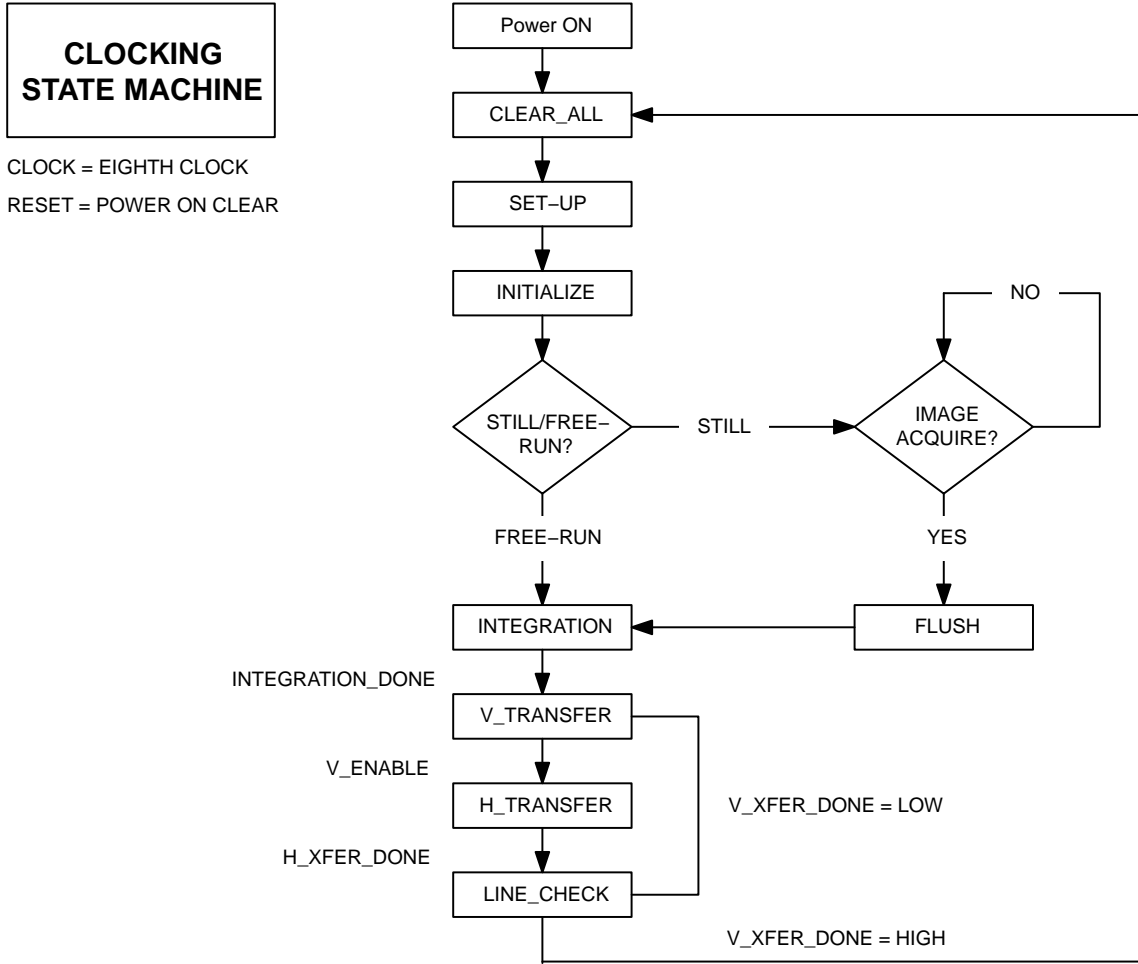 CLOCKING
STATE MACHINE
CLOCK = EIGHTH CLOCK
RESET = POWER ON CLEAR
Power ON
CLEAR_ALL
SET−UP
INITIALIZE
NO
STILL/FREE−
RUN?
STILL
IMAGE
ACQUIRE?
FREE−RUN
YES
INTEGRATION
FLUSH
INTEGRATION_DONE
V_TRANSFER
V_ENABLE
H_TRANSFER
V_XFER_DONE = LOW
H_XFER_DONE
LINE_CHECK
V_XFER_DONE = HIGH